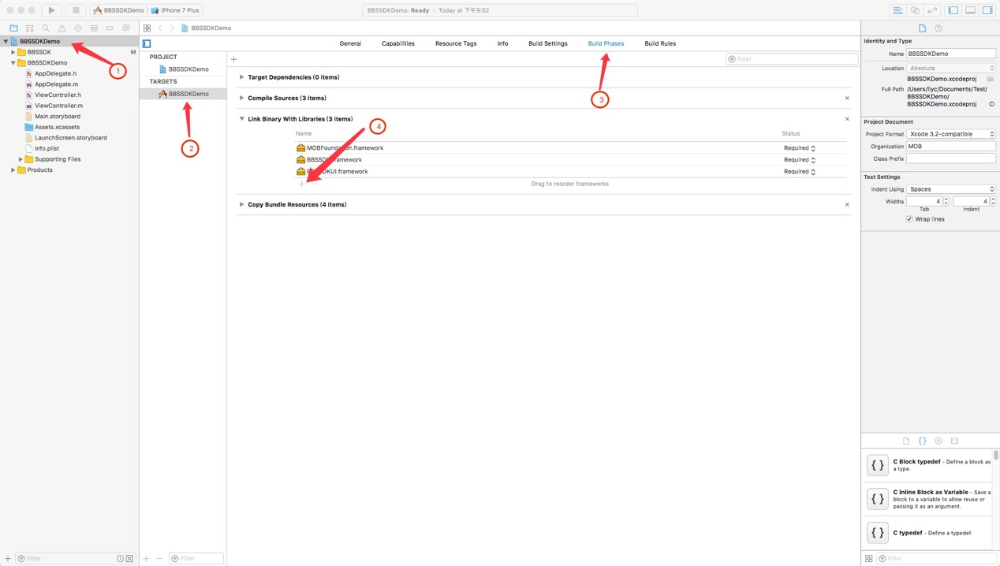 BBSSDKDemo 〉 iPhone 7 Plus
BBSSDKDemo: Ready | Today at 下午9:02
BBSSDKDemo
BBSSDK M
BBSSDKDemo
AppDelegate.h
AppDelegate.m
ViewController.h
ViewController.m
Main.storyboard
Assets.xcassets
LaunchScreen.storyboard
Info.plist
Supporting Files
Products
Filter
1
BBSSDKDemo
General Capabilities Resource Tags Info Build Settings Build Phases Build Rules
PROJECT
BBSSDKDemo
TARGETS
BBSSDKDemo
2
Filter
Filter
Target Dependencies (0 items)
3
Compile Sources (3 items)
Link Binary With Libraries (3 items)
4
Name Status
MOBFoundation.framework Required
Required
Required
Drag to reorder frameworks
Copy Bundle Resources (4 items)
Identity and Type
Name BBSSDKDemo
Location Absolute
BBSSDKDemo.xcodeproj
Full Path /Users/liyc/Documents/Test/
BBSSDKDemo/
BBSSDKDemo.xcodeproj
Project Document
Project Format Xcode 3.2-compatible
Organization MOB
Class Prefix
Text Settings
Indent Using Spaces
Widths 4 4
Tab Indent
Wrap lines
{ } C Block typedef - Define a block as
a type.
{ } C Inline Block as Variable - Save a
block to a variable to allow reuse or
passing it as an argument.
{ } C typedef - Define a typedef.
Filter